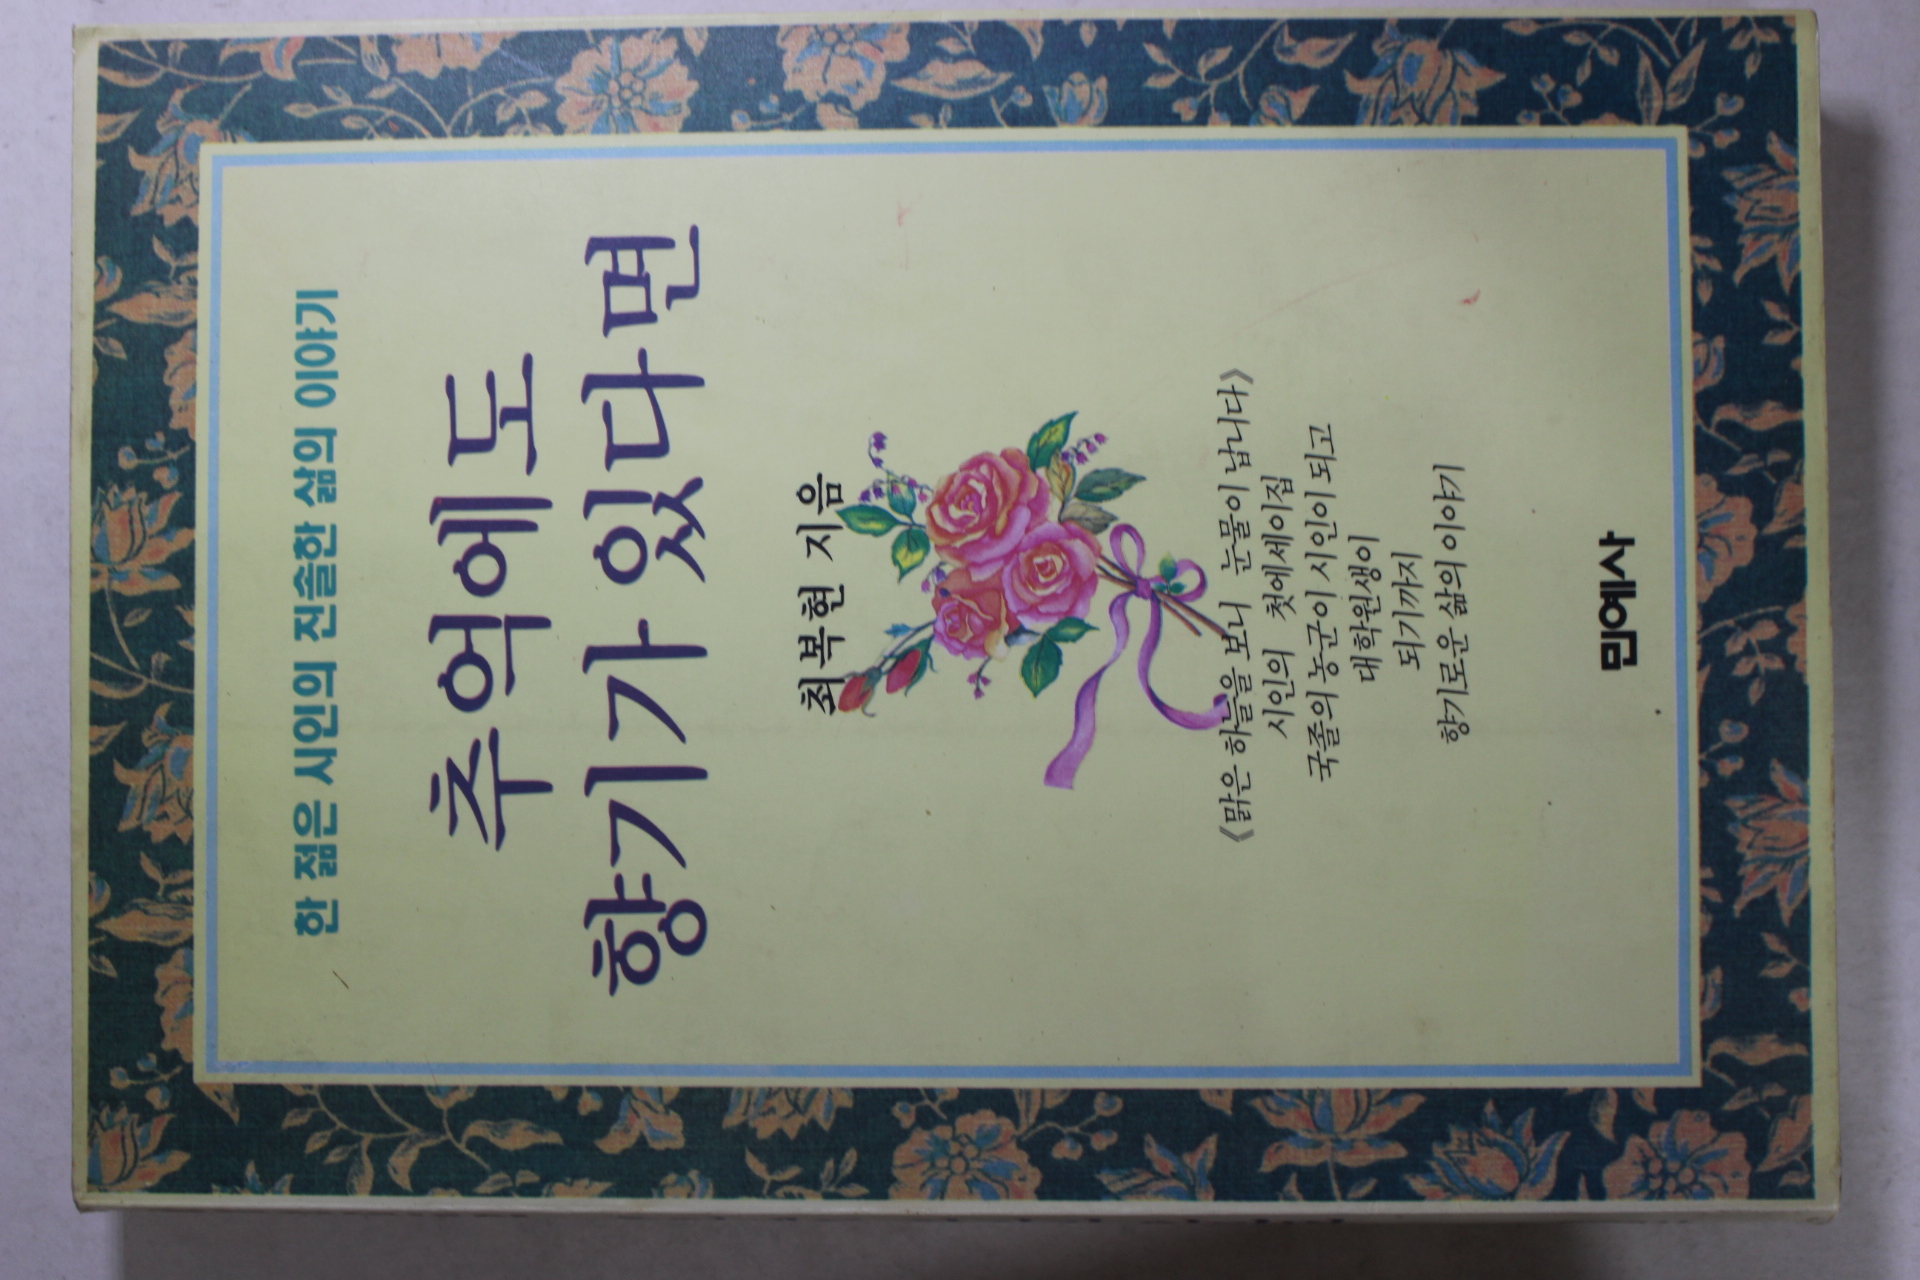 한 젊은 시인의 진솔한 삶의 이야기
추억에도
향기가 있다면
최복현 지음
《맑은 하늘을 보니 눈물이 납니다》
시인의 첫에세이집
국졸의 농군이 시인이 되고
대학원생이
되기까지
향기로운 삶의 이야기
민예사